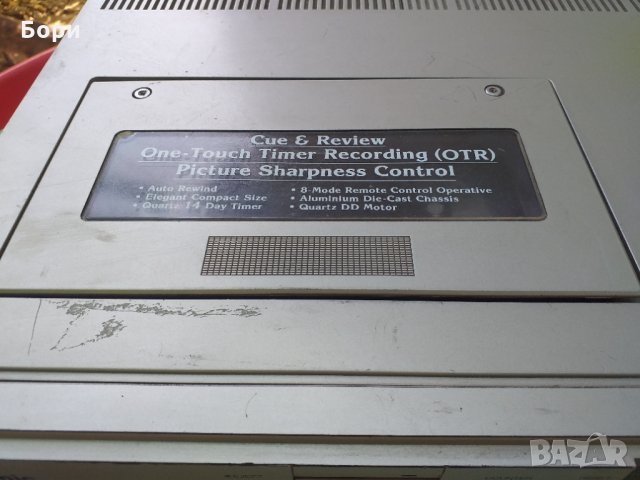 Бори
Cue & Review
One-Touch Timer Recording (OTR)
Picture Sharpness Control
• Auto Rewind
• Elegant Compact Size
• Quartz 14 Day Timer
• 8-Mode Remote Control Operative
• Aluminium Die-Cast Chassis
• Quartz DD Motor
BAZAR